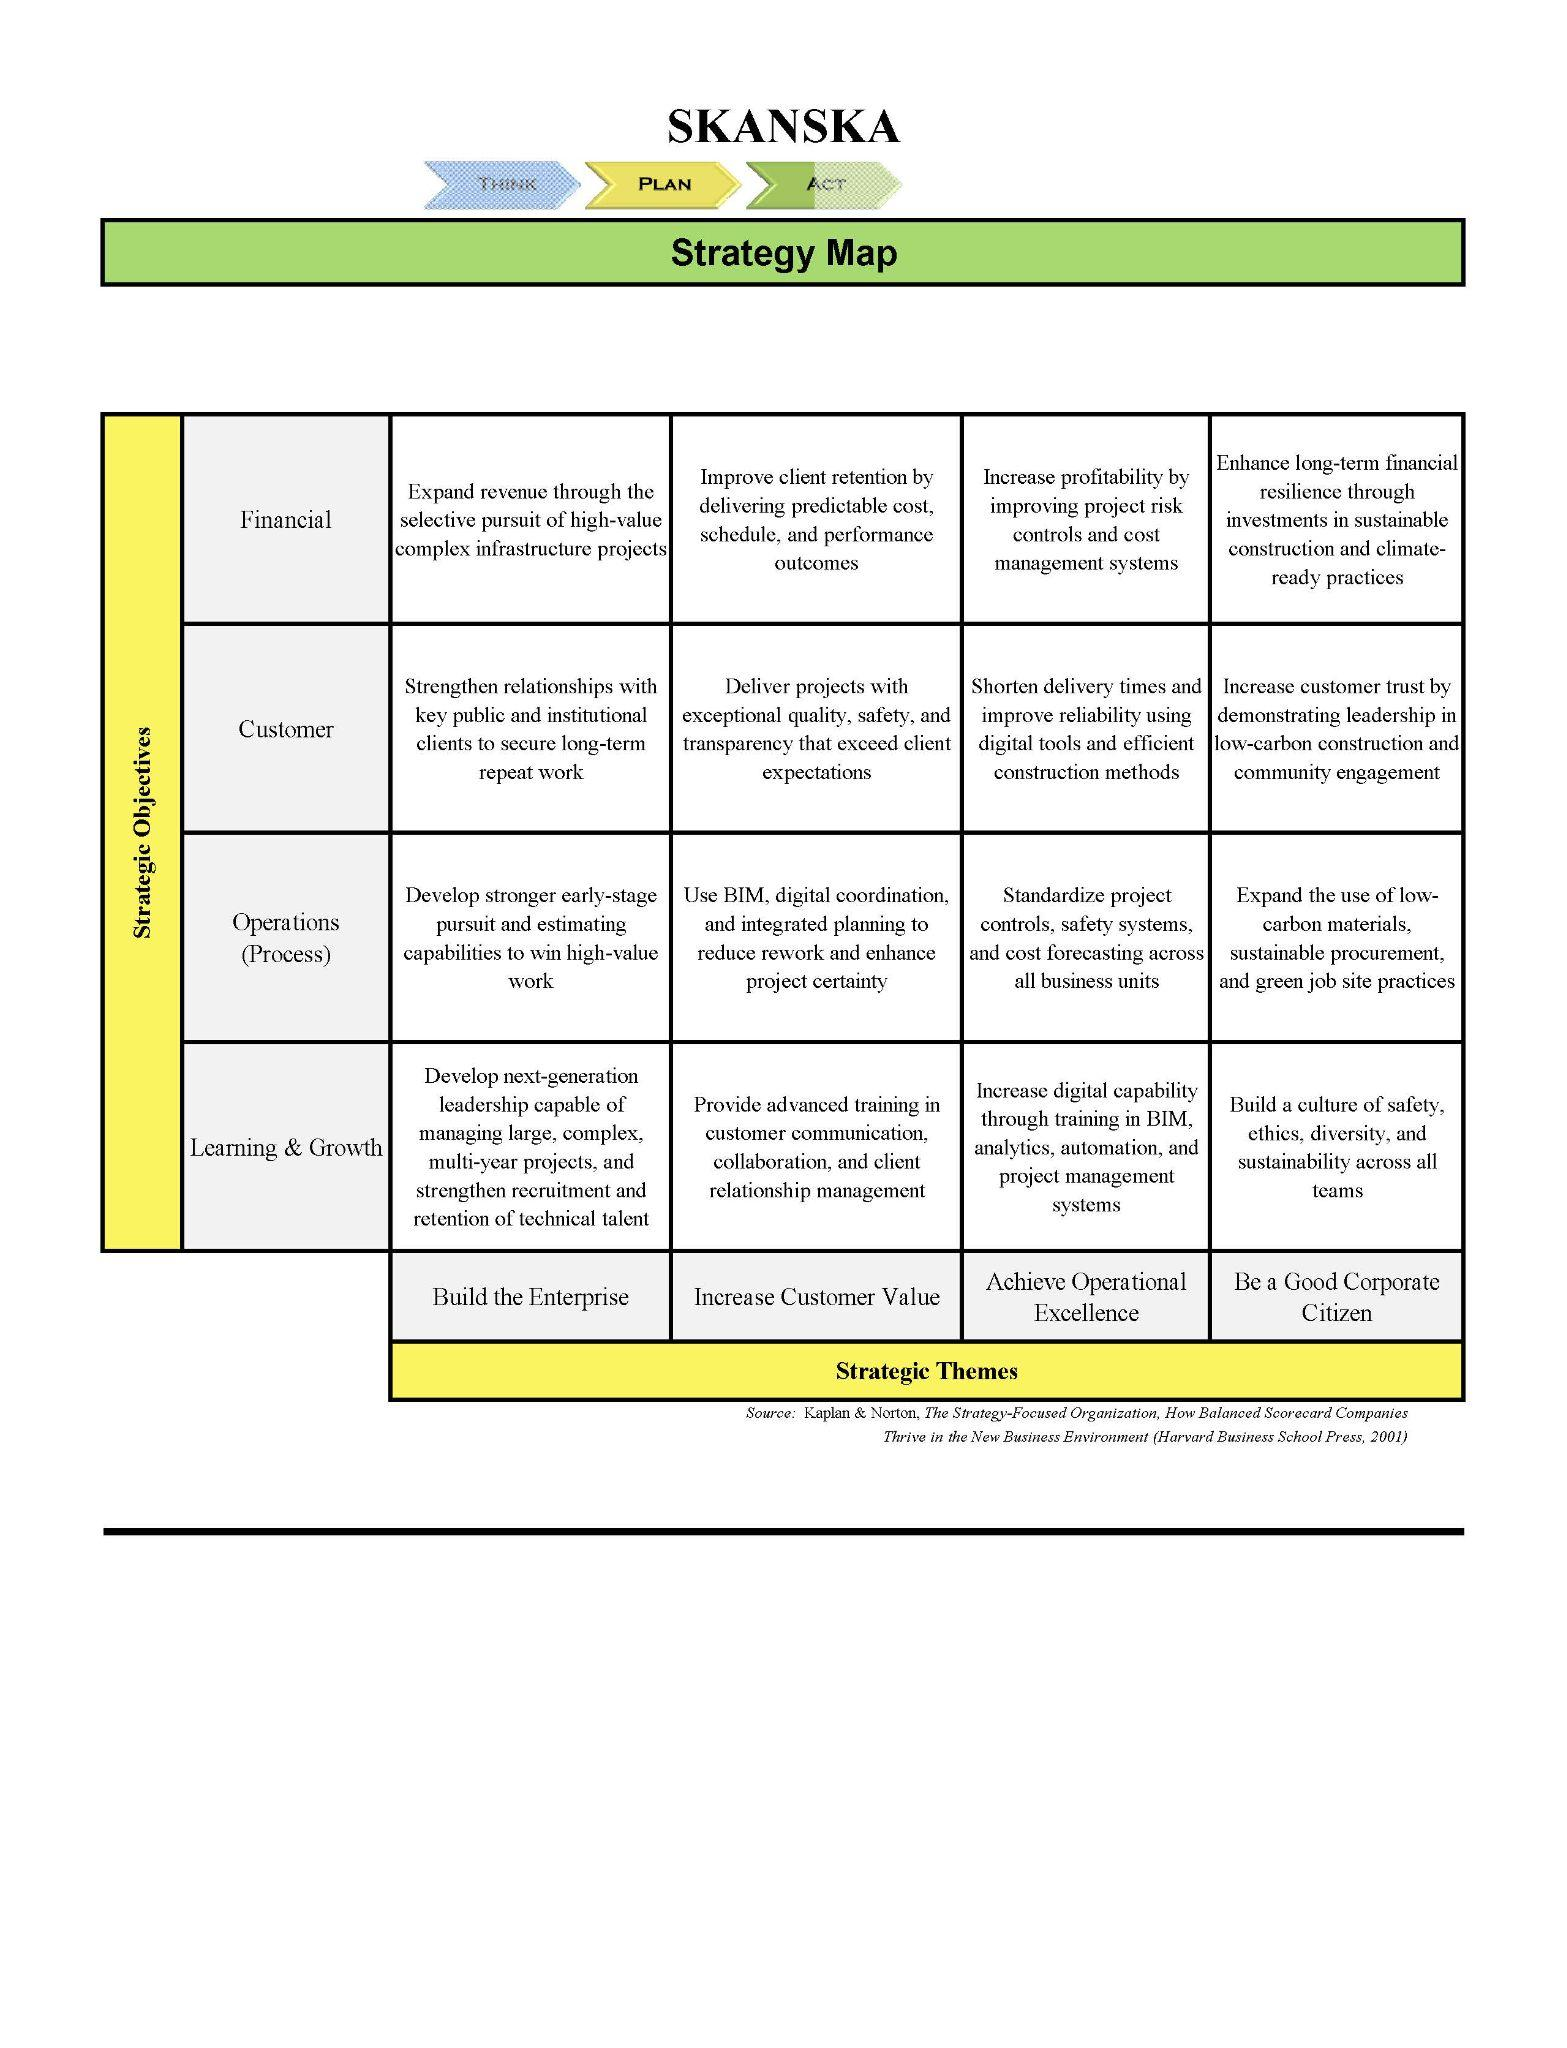 SKANSKA
THINK
PLAN
ACT
Strategy Map
Strategic Objectives
Financial
Expand revenue through the
selective pursuit of high-value
complex infrastructure projects
Improve client retention by
delivering predictable cost,
schedule, and performance
outcomes
Increase profitability by
improving project risk
controls and cost
management systems
Enhance long-term financial
resilience through
investments in sustainable
construction and climate-
ready practices
Customer
Strengthen relationships with
key public and institutional
clients to secure long-term
repeat work
Deliver projects with
exceptional quality, safety, and
transparency that exceed client
expectations
Shorten delivery times and
improve reliability using
digital tools and efficient
construction methods
Increase customer trust by
demonstrating leadership in
low-carbon construction and
community engagement
Operations
(Process)
Develop stronger early-stage
pursuit and estimating
capabilities to win high-value
work
Use BIM, digital coordination,
and integrated planning to
reduce rework and enhance
project certainty
Standardize project
controls, safety systems,
and cost forecasting across
all business units
Expand the use of low-
carbon materials,
sustainable procurement,
and green job site practices
Learning & Growth
Develop next-generation
leadership capable of
managing large, complex,
multi-year projects, and
strengthen recruitment and
retention of technical talent
Provide advanced training in
customer communication,
collaboration, and client
relationship management
Increase digital capability
through training in BIM,
analytics, automation, and
project management
systems
Build a culture of safety,
ethics, diversity, and
sustainability across all
teams
Build the Enterprise
Increase Customer Value
Achieve Operational
Excellence
Be a Good Corporate
Citizen
Strategic Themes
Source: Kaplan & Norton, The Strategy-Focused Organization, How Balanced Scorecard Companies
Thrive in the New Business Environment (Harvard Business School Press, 2001)